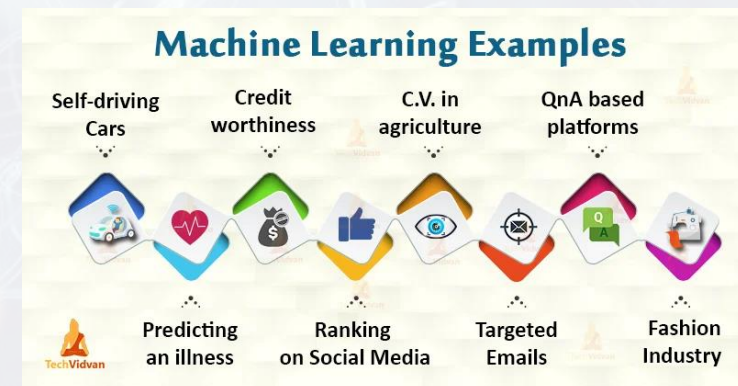 Machine Learning Examples
Self-driving
Cars
Credit
worthiness
C.V. in
agriculture
QnA based
platforms
$
Q
A
Predicting
an illness
Ranking
on Social Media
Targeted
Emails
Fashion
Industry
TechVidvan